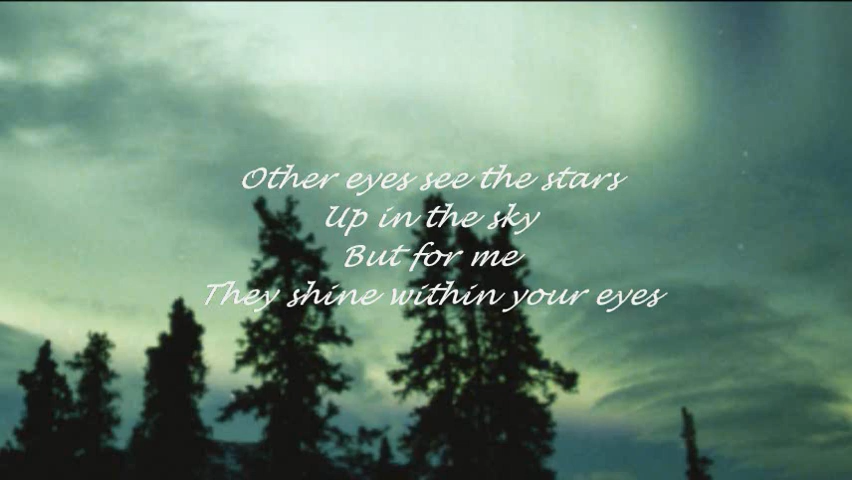 Other eyes see the stars
Up in the sky
But for me
They shine within your eyes